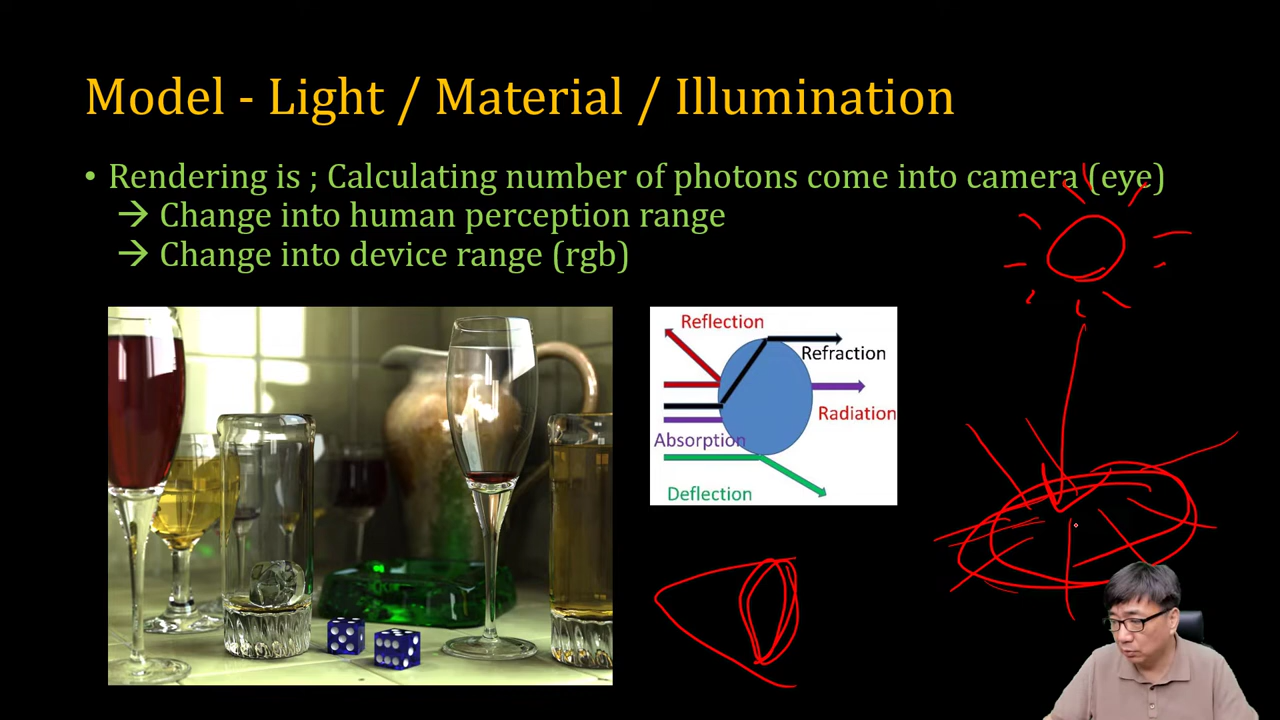 Model - Light / Material / Illumination
• Rendering is ; Calculating number of photons come into camera (eye)
→ Change into human perception range
→ Change into device range (rgb)
Reflection
Refraction
Radiation
Absorption
Deflection